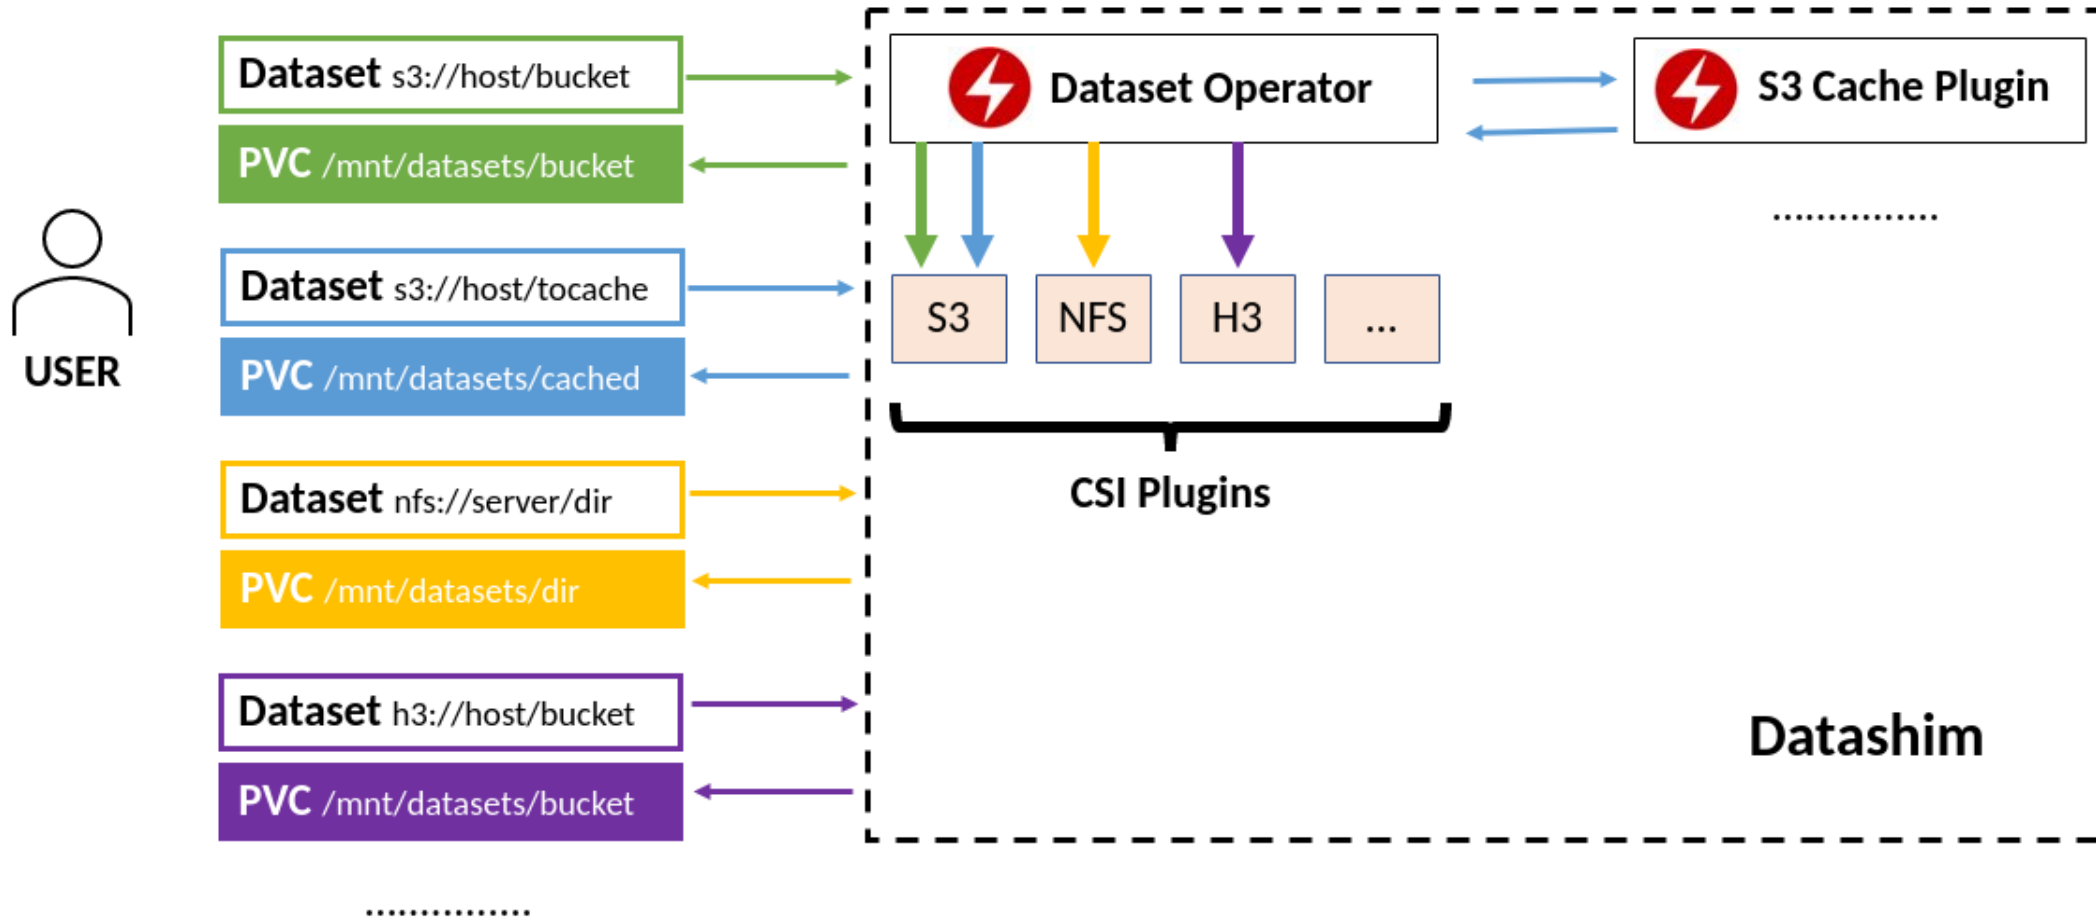 Dataset s3://host/bucket
PVC /mnt/datasets/bucket
USER
Dataset s3://host/tocache
PVC /mnt/datasets/cached
Dataset nfs://server/dir
PVC /mnt/datasets/dir
Dataset h3://host/bucket
PVC /mnt/datasets/bucket
...............
Dataset Operator
S3 Cache Plugin
...............
S3
NFS
H3
...
CSI Plugins
Datashim